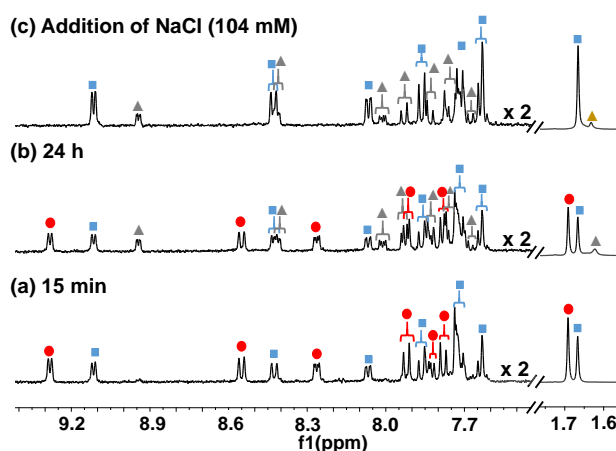 (c) Addition of NaCl (104 mM)
x 2
(b) 24 h
x 2
(a) 15 min
x 2
9.2 8.9 8.6 8.3 8.0 7.7 1.7 1.6
f1(ppm)